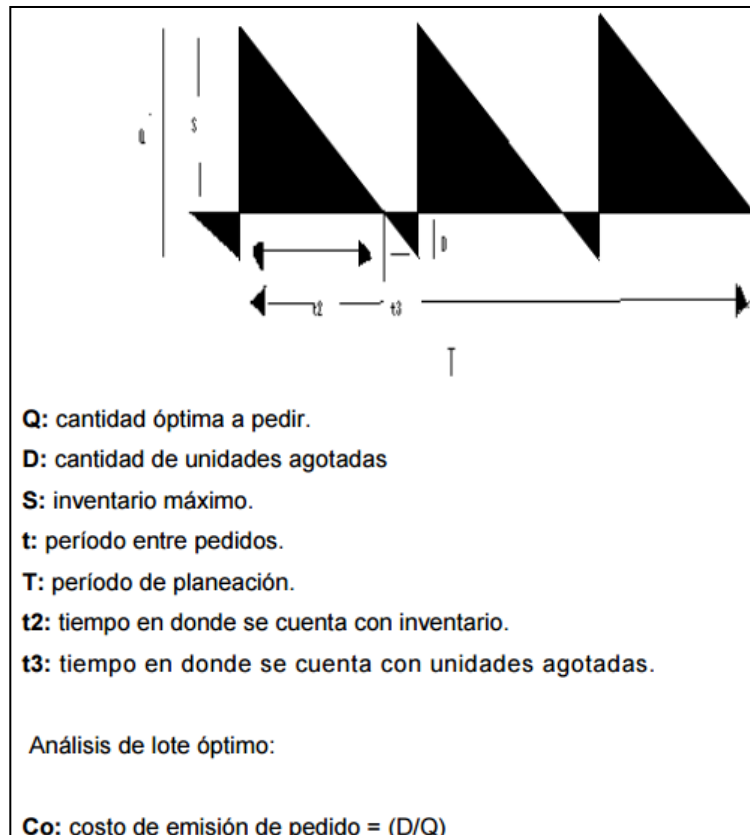 Q
S
D
t2
t3
T
Q: cantidad óptima a pedir.
D: cantidad de unidades agotadas
S: inventario máximo.
t: período entre pedidos.
T: período de planeación.
t2: tiempo en donde se cuenta con inventario.
t3: tiempo en donde se cuenta con unidades agotadas.
Análisis de lote óptimo:
Co: costo de emisión de pedido = (D/Q)